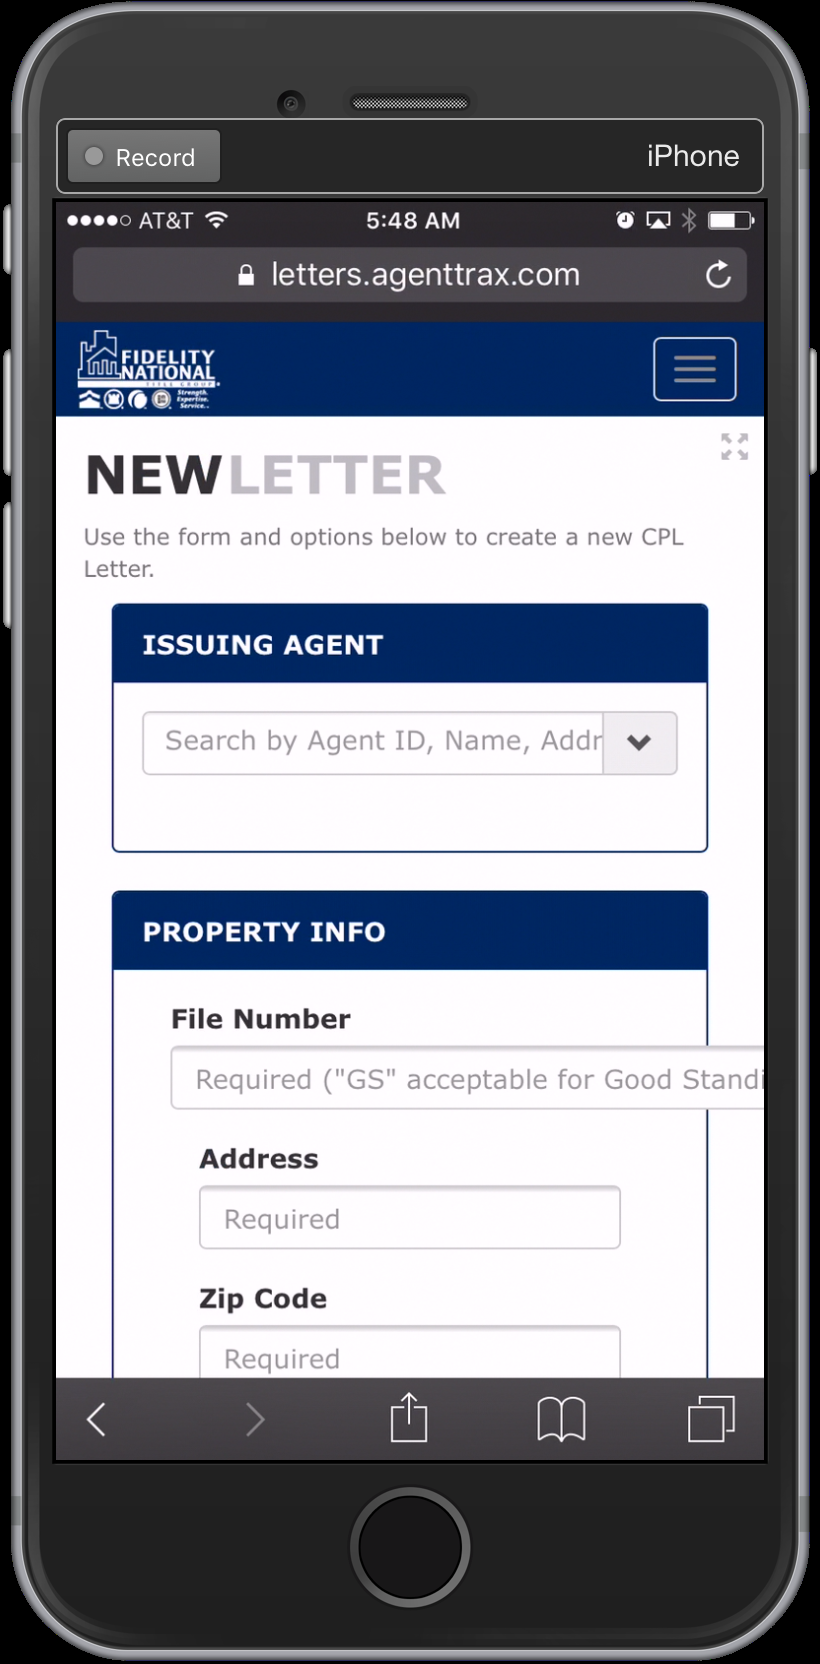 Record
iPhone
AT&T
5:48 AM
letters.agenttrax.com
FIDELITY
NATIONAL
TITLE GROUP
Strength.
Expertise.
Service.
NEWLETTER
Use the form and options below to create a new CPL
Letter.
ISSUING AGENT
Search by Agent ID, Name, Addr
PROPERTY INFO
File Number
Required ("GS" acceptable for Good Standi
Address
Required
Zip Code
Required